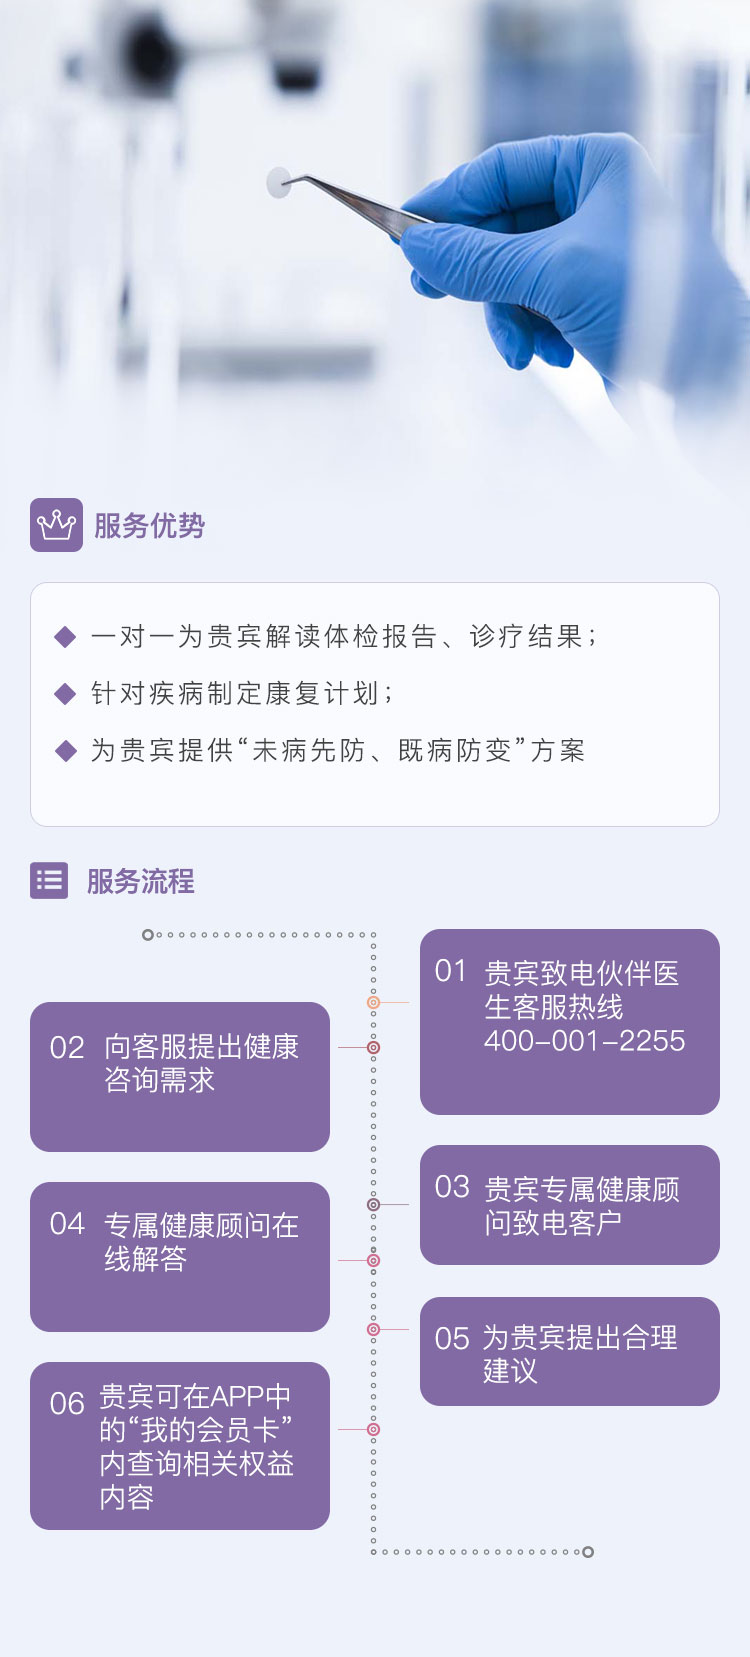 服务优势
一对一为贵宾解读体检报告、诊疗结果；
针对疾病制定康复计划；
为贵宾提供“未病先防、既病防变”方案
服务流程
01 贵宾致电伙伴医
生客服热线
400-001-2255
02 向客服提出健康
咨询需求
03 贵宾专属健康顾
问致电客户
04 专属健康顾问在
线解答
05 为贵宾提出合理
建议
06 贵宾可在APP中
的“我的会员卡”
内查询相关权益
内容